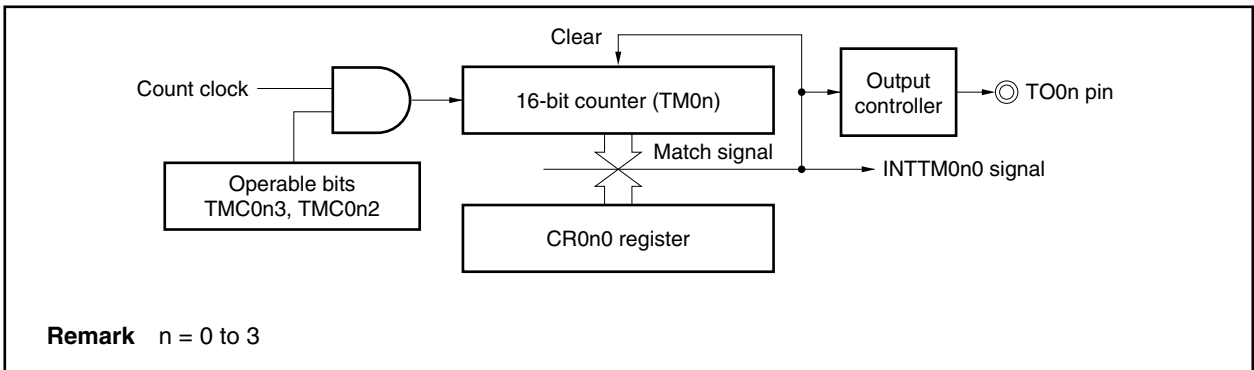 Clear
Count clock
16-bit counter (TM0n)
Output
controller
TO0n pin
Match signal
INTTM0n0 signal
Operable bits
TMC0n3, TMC0n2
CR0n0 register
Remark n = 0 to 3